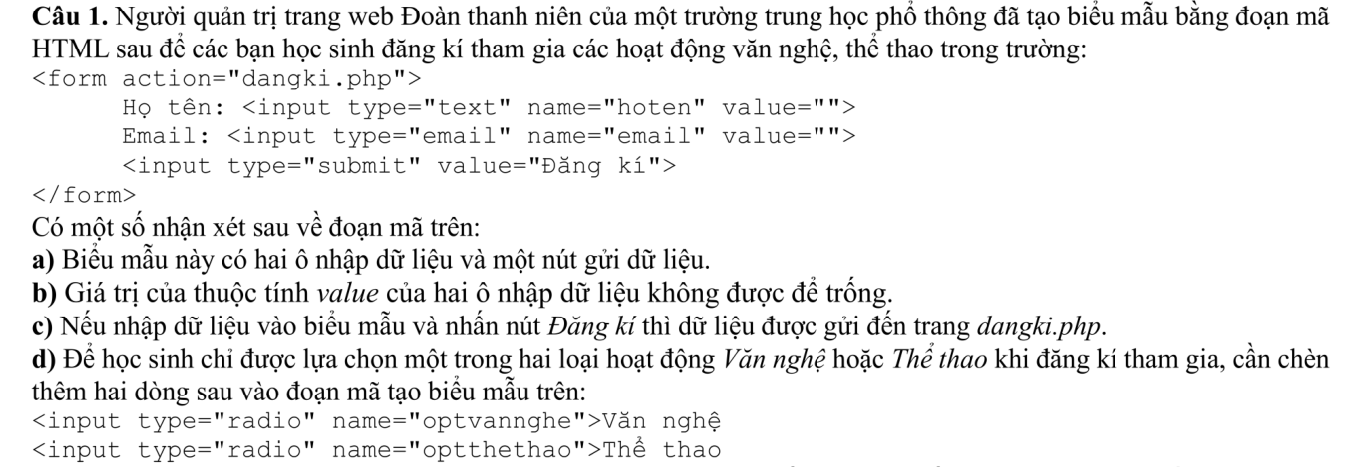 Câu 1. Người quản trị trang web Đoàn thanh niên của một trường trung học phổ thông đã tạo biểu mẫu bằng đoạn mã
HTML sau để các bạn học sinh đăng kí tham gia các hoạt động văn nghệ, thể thao trong trường:
<form action="dangki.php">
Họ tên: <input type="text" name="hoten" value="">
Email: <input type="email" name="email" value="">
<input type="submit" value="Đăng kí">
</form>
Có một số nhận xét sau về đoạn mã trên:
a) Biểu mẫu này có hai ô nhập dữ liệu và một nút gửi dữ liệu.
b) Giá trị của thuộc tính value của hai ô nhập dữ liệu không được để trống.
c) Nếu nhập dữ liệu vào biểu mẫu và nhấn nút Đăng kí thì dữ liệu được gửi đến trang dangki.php.
d) Để học sinh chỉ được lựa chọn một trong hai loại hoạt động Văn nghệ hoặc Thể thao khi đăng kí tham gia, cần chèn
thêm hai dòng sau vào đoạn mã tạo biểu mẫu trên:
<input type="radio" name="optvannghe">Văn nghệ
<input type="radio" name="optthethao">Thể thao